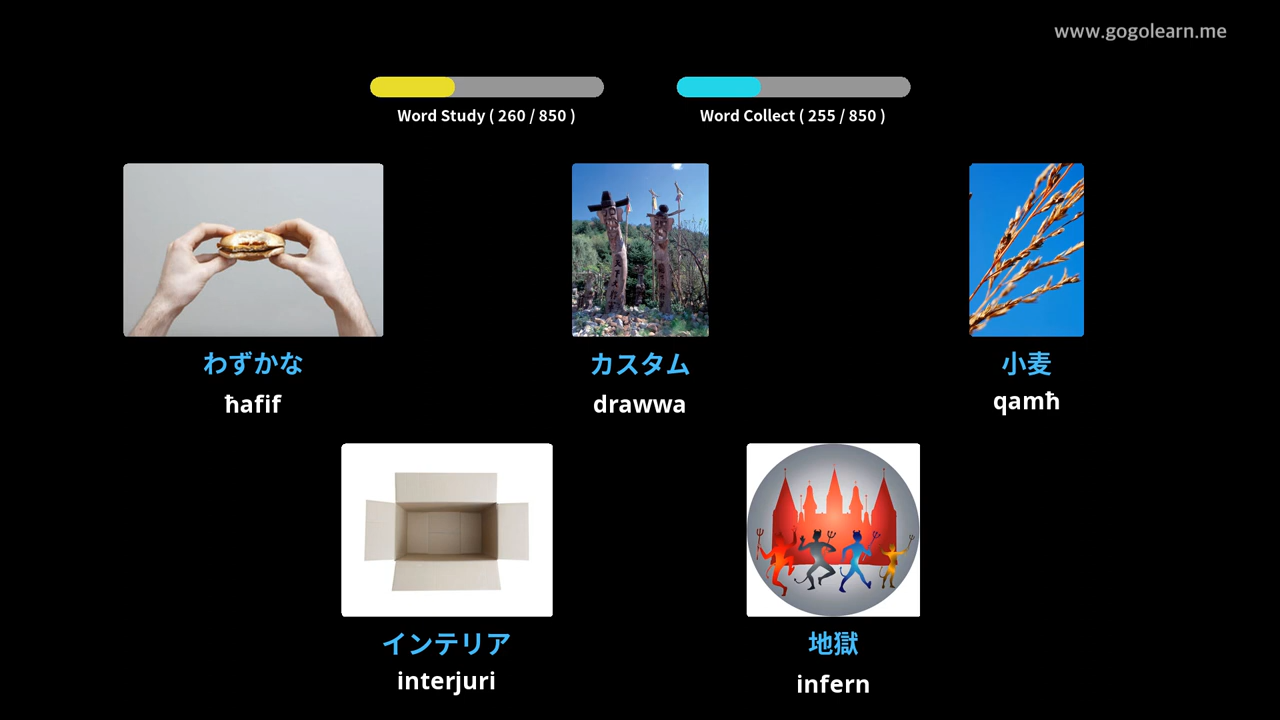 www.gogolearn.me
Word Study ( 260 / 850 )
Word Collect ( 255 / 850 )
わずかな
ħafif
カスタム
drawwa
小麦
qamħ
インテリア
interjuri
地獄
infern